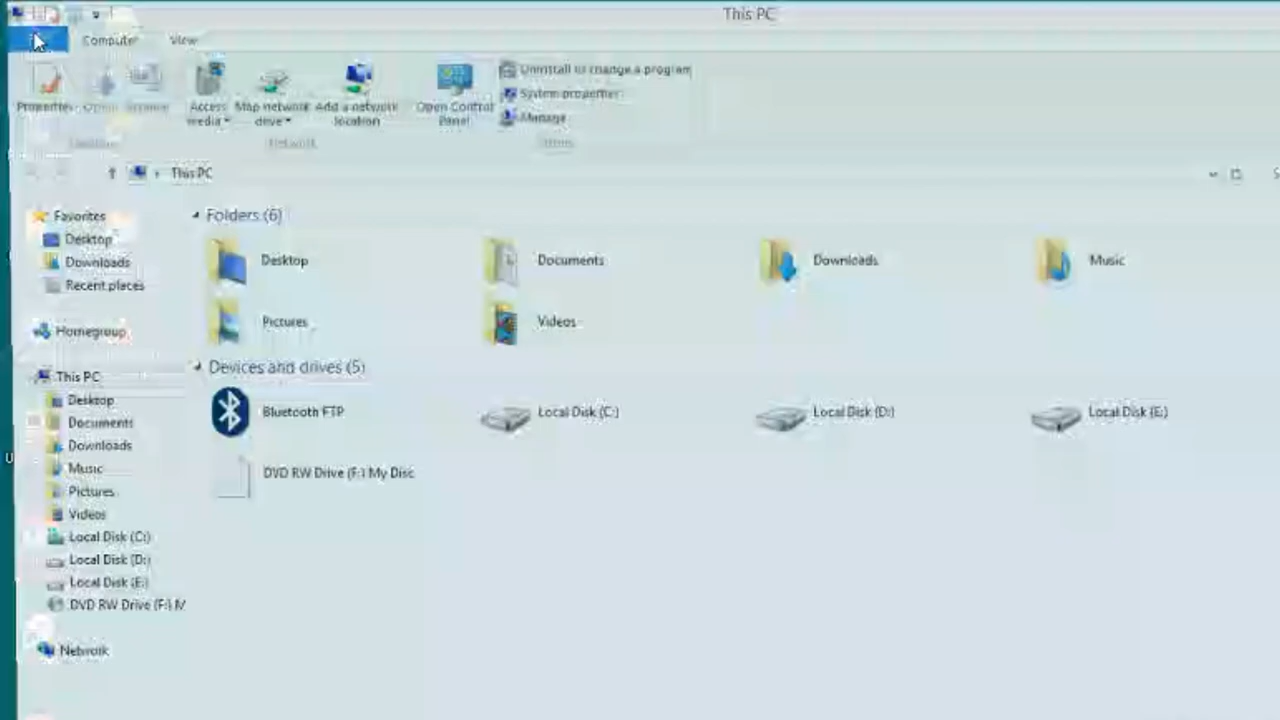 This PC
Computer View
Properties Open Rename Access media Map network drive Add a network location Open Control Panel
Uninstall or change a program
System properties
Manage
Network
This PC
Favorites
Desktop
Downloads
Recent places
Homegroup
This PC
Desktop
Documents
Downloads
Music
Pictures
Videos
Local Disk (C:)
Local Disk (D:)
Local Disk (E:)
DVD RW Drive (F:) M
Network
Folders (6)
Desktop Documents Downloads Music
Pictures Videos
Devices and drives (5)
Bluetooth FTP Local Disk (C:) Local Disk (D:) Local Disk (E:)
DVD RW Drive (F:) My Disc